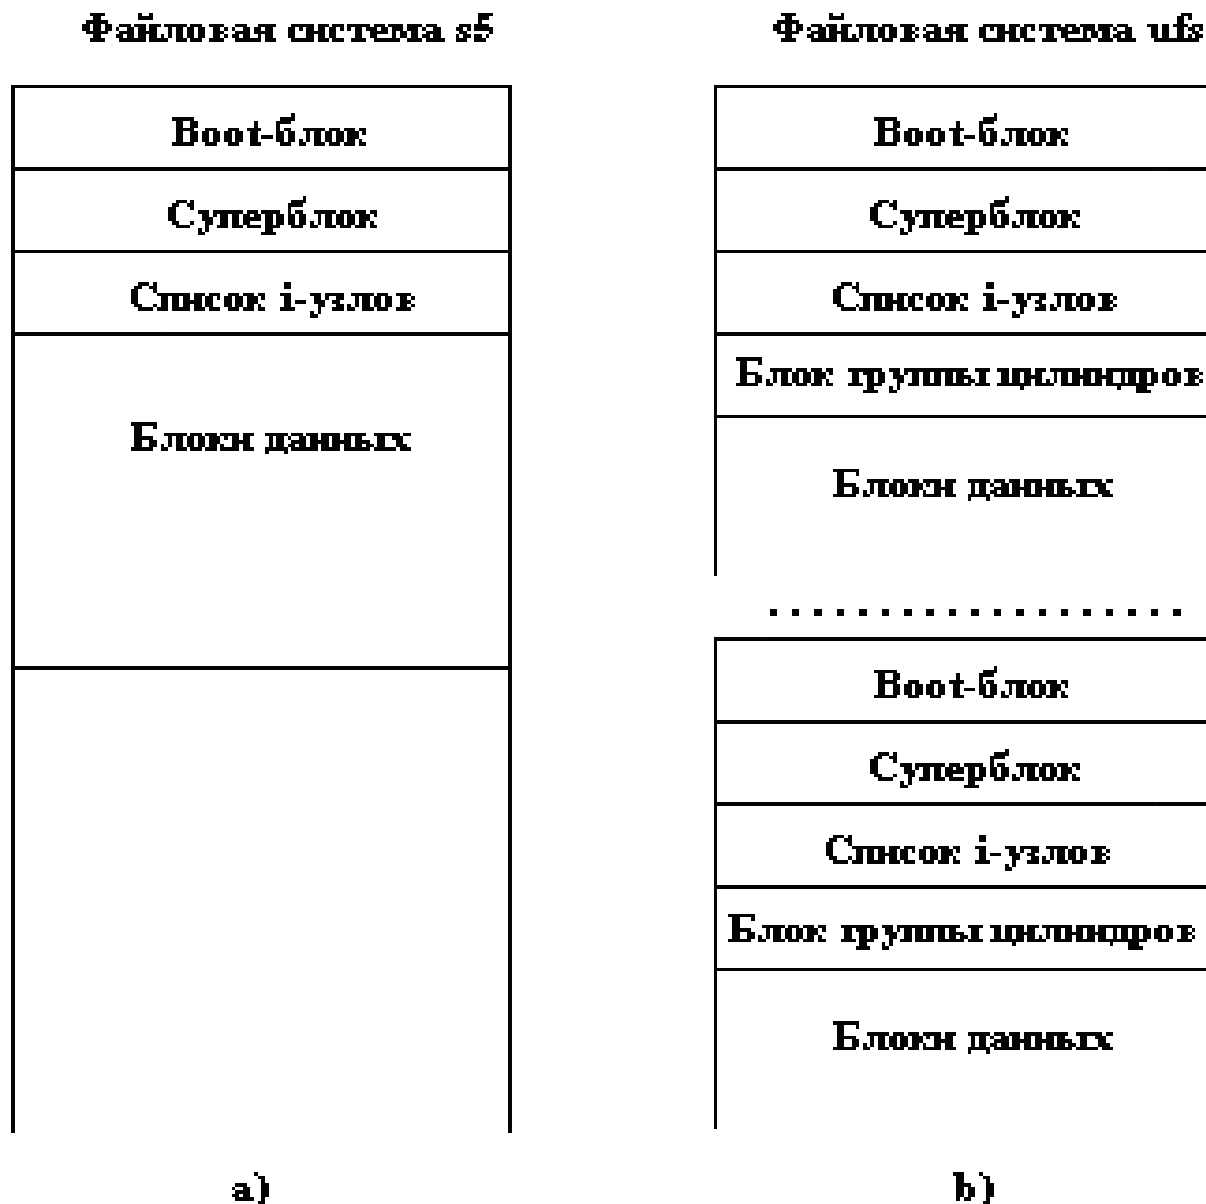 Файловая система s5
Boot-блок
Суперблок
Список i-узлов
Блоки данных
a)
Файловая система ufs
Boot-блок
Суперблок
Список i-узлов
Блок группы цилиндров
Блоки данных
. . . . . . . . . . . . . . . . . . .
Boot-блок
Суперблок
Список i-узлов
Блок группы цилиндров
Блоки данных
b)